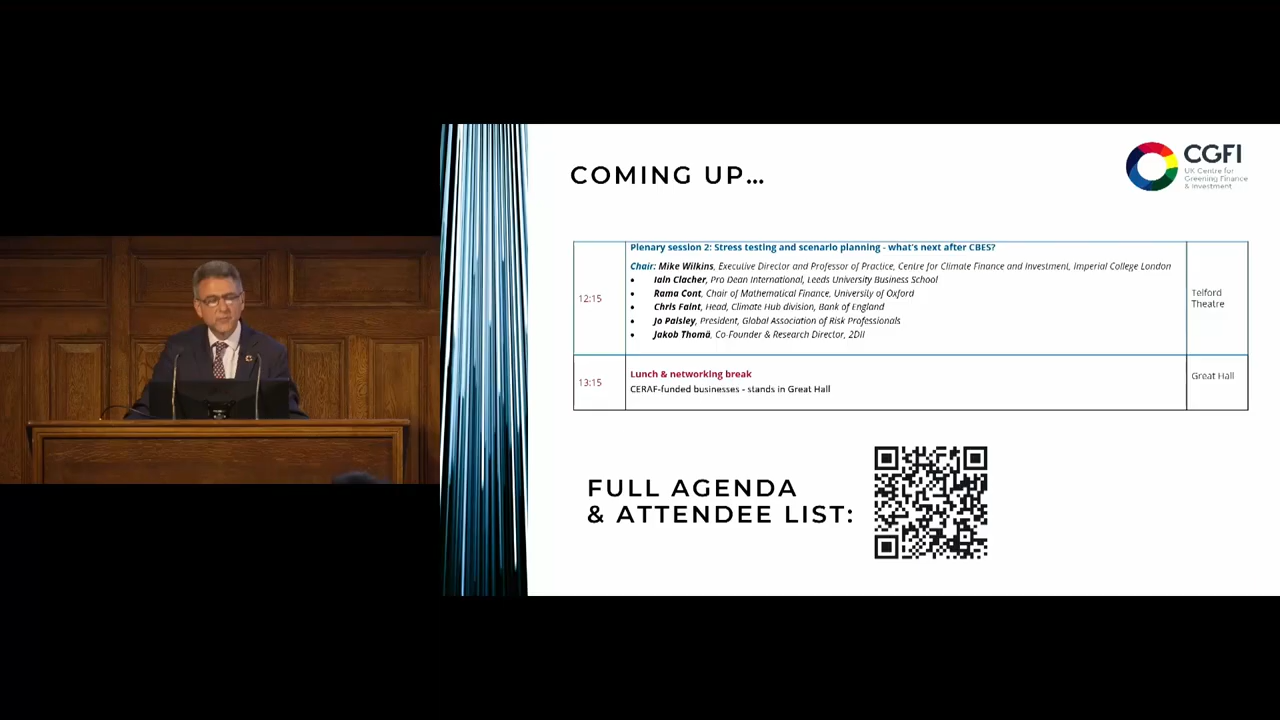 COMING UP…
CGFI
UK Centre for
Greening Finance
& Investment
12:15
Plenary session 2: Stress testing and scenario planning - what's next after CBES?
Chair: Mike Wilkins, Executive Director and Professor of Practice, Centre for Climate Finance and Investment, Imperial College London
• Iain Clacher, Pro Dean International, Leeds University Business School
• Rama Cont, Chair of Mathematical Finance, University of Oxford
• Chris Faint, Head, Climate Hub division, Bank of England
• Jo Paisley, President, Global Association of Risk Professionals
• Jakob Thomä, Co-Founder & Research Director, 2DII
Telford
Theatre
13:15
Lunch & networking break
CERAF-funded businesses - stands in Great Hall
Great Hall
FULL AGENDA
& ATTENDEE LIST: